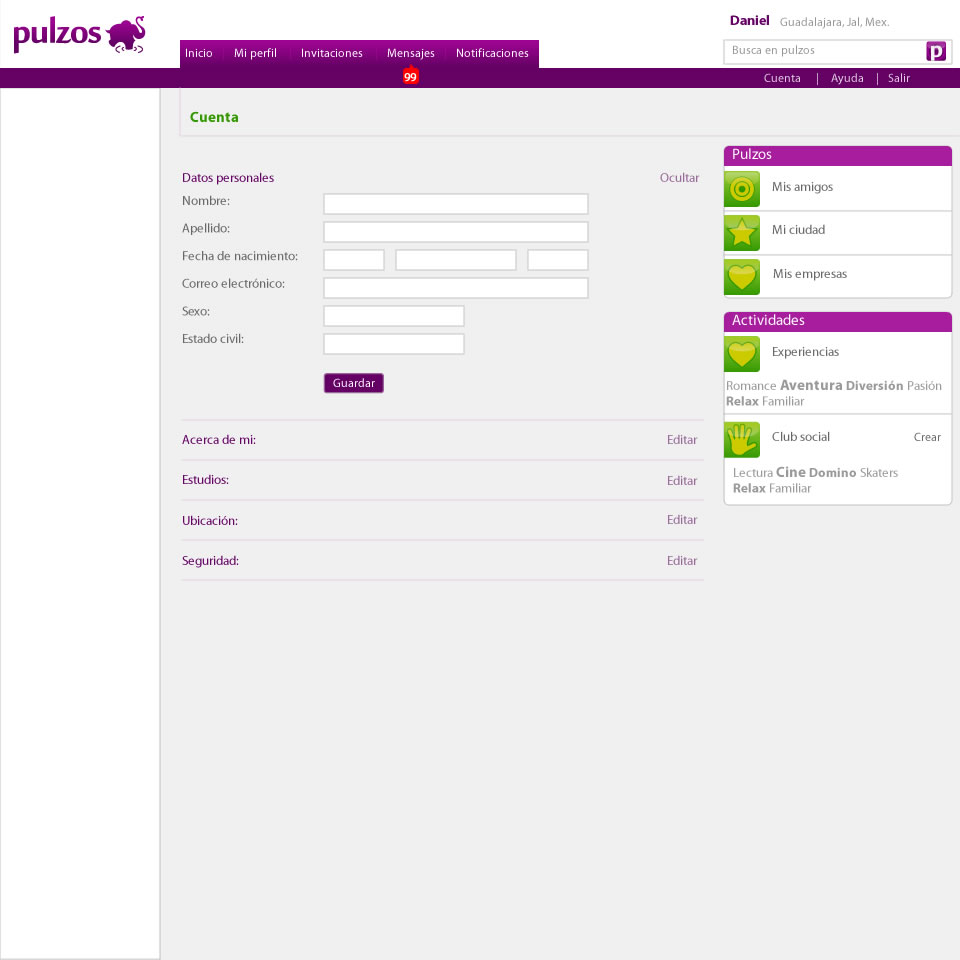 pulzos
Daniel Guadalajara, Jal, Mex.
Inicio Mi perfil Invitaciones Mensajes Notificaciones
Busca en pulzos p
99
Cuenta | Ayuda | Salir
Cuenta
Datos personales Ocultar
Nombre:
Apellido:
Fecha de nacimiento:
Correo electrónico:
Sexo:
Estado civil:
Guardar
Acerca de mi: Editar
Estudios: Editar
Ubicación: Editar
Seguridad: Editar
Pulzos
Mis amigos
Mi ciudad
Mis empresas
Actividades
Experiencias
Romance Aventura Diversión Pasión
Relax Familiar
Club social Crear
Lectura Cine Domino Skaters
Relax Familiar